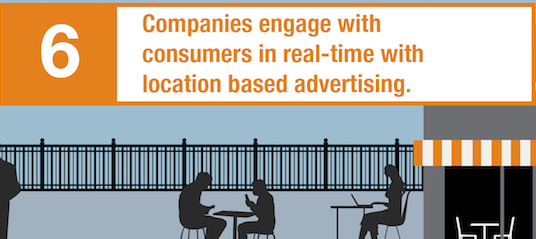 6
Companies engage with
consumers in real-time with
location based advertising.